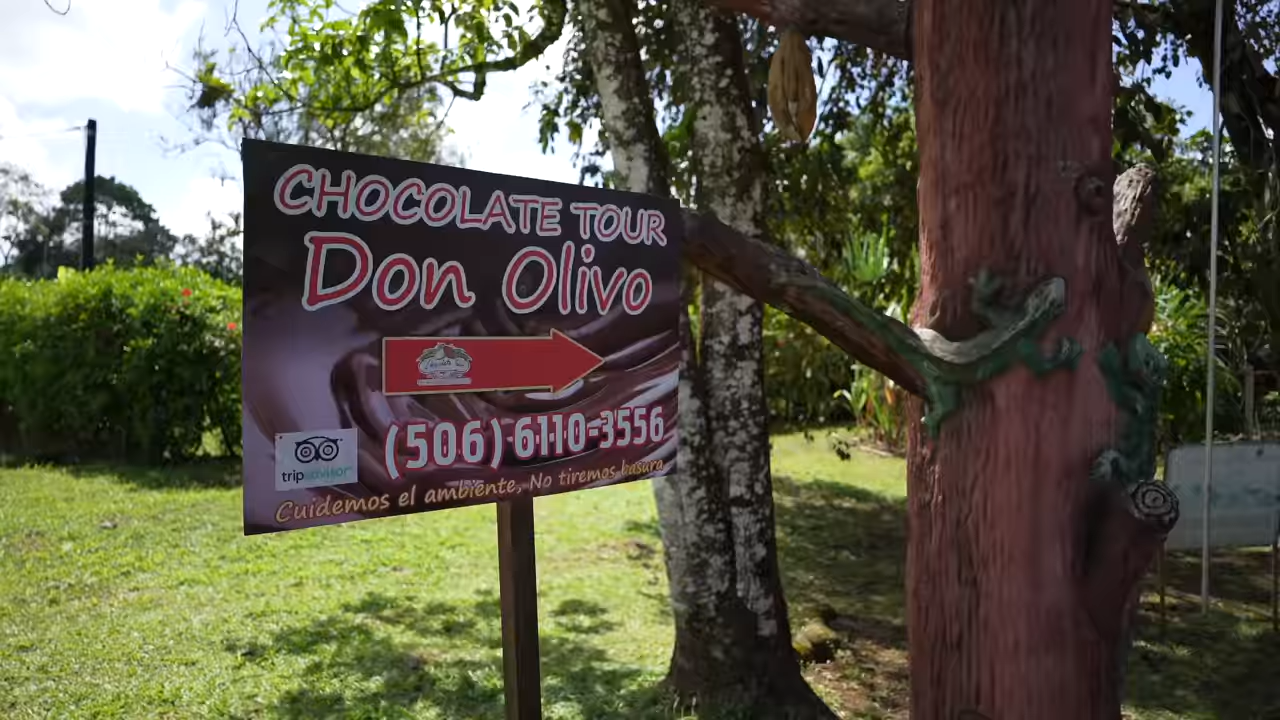 CHOCOLATE TOUR
Don Olivo
(506) 6110-3556
tripadvisor
Cuidemos el ambiente, No tiremos basura